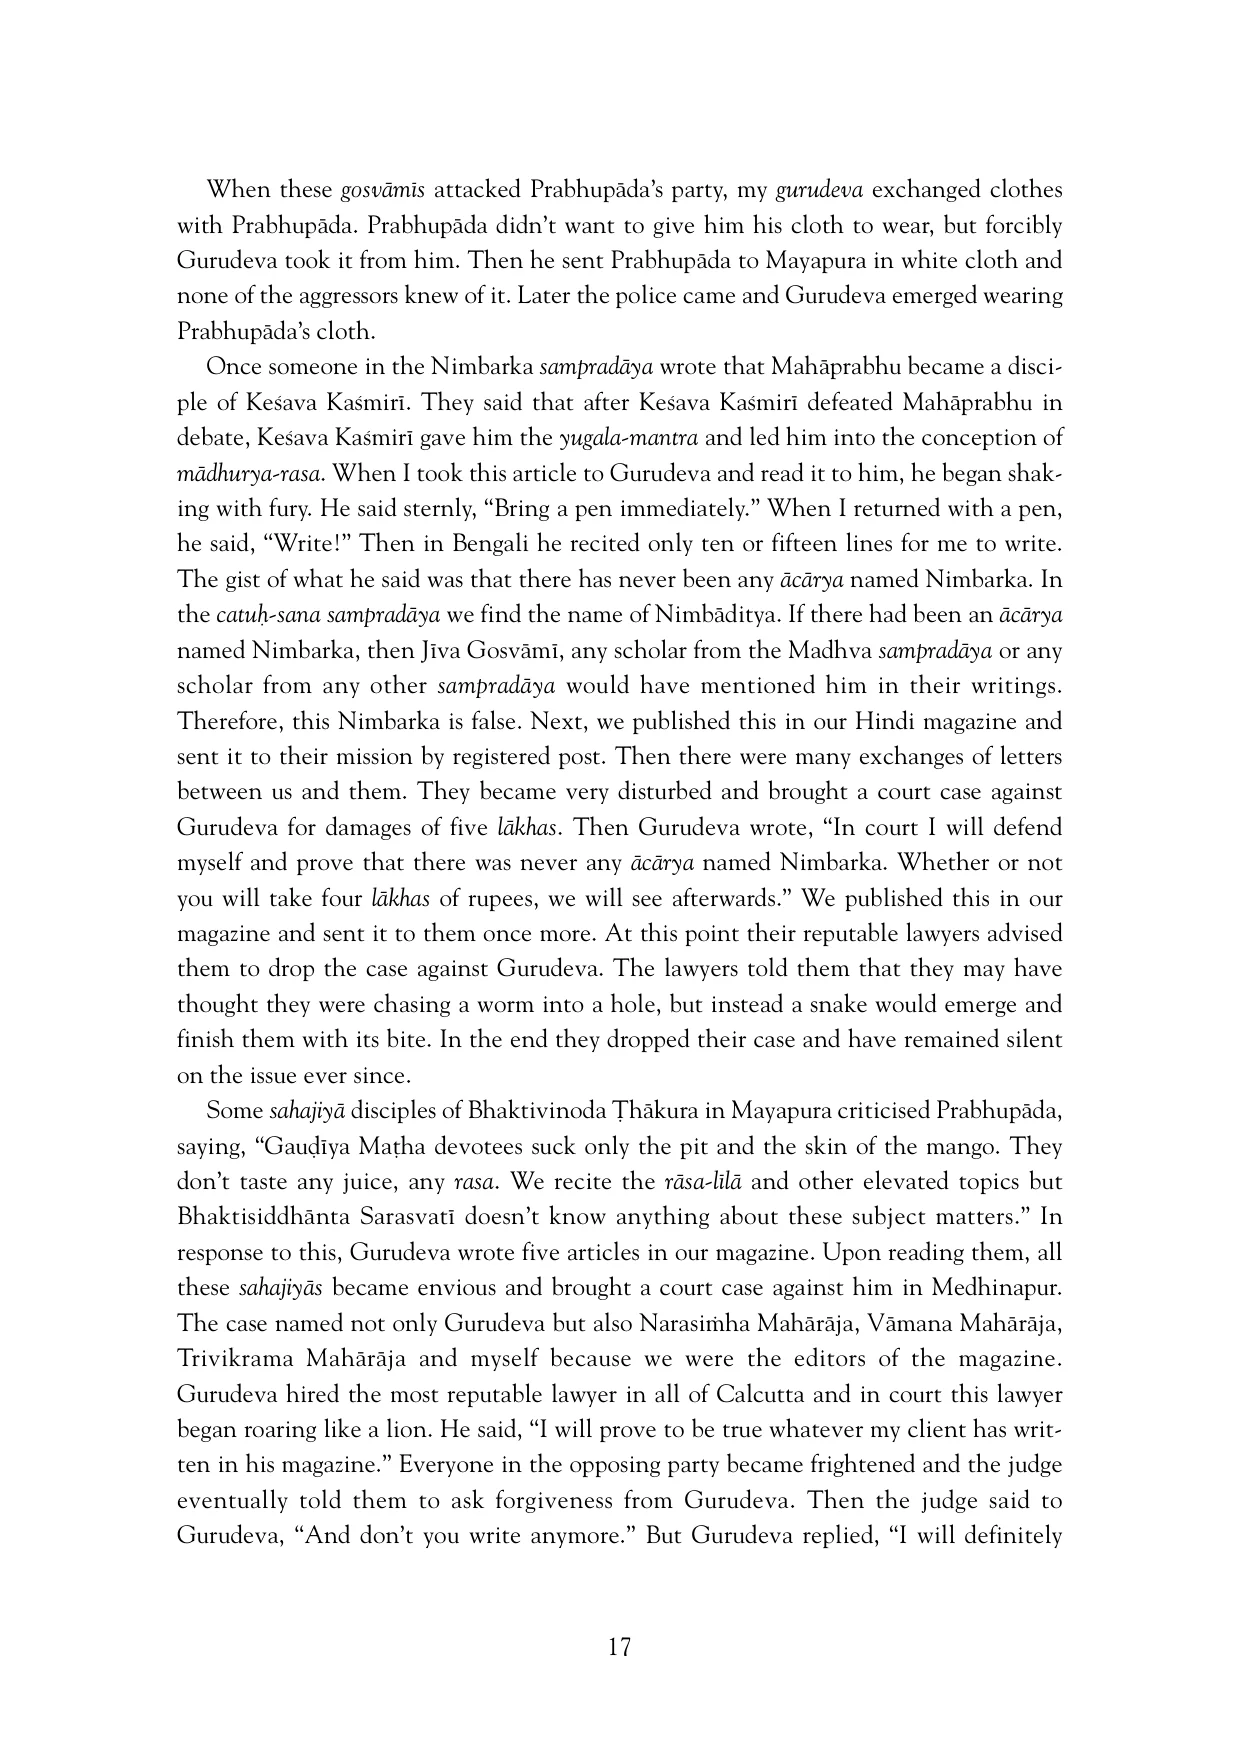 When these gosvāmīs attacked Prabhupāda’s party, my gurudeva exchanged clothes
with Prabhupāda. Prabhupāda didn’t want to give him his cloth to wear, but forcibly
Gurudeva took it from him. Then he sent Prabhupāda to Mayapura in white cloth and
none of the aggressors knew of it. Later the police came and Gurudeva emerged wearing
Prabhupāda’s cloth.
Once someone in the Nimbarka sampradāya wrote that Mahāprabhu became a disci-
ple of Keśava Kaśmirī. They said that after Keśava Kaśmirī defeated Mahāprabhu in
debate, Keśava Kaśmirī gave him the yugala-mantra and led him into the conception of
mādhurya-rasa. When I took this article to Gurudeva and read it to him, he began shak-
ing with fury. He said sternly, “Bring a pen immediately.” When I returned with a pen,
he said, “Write!” Then in Bengali he recited only ten or fifteen lines for me to write.
The gist of what he said was that there has never been any ācārya named Nimbarka. In
the catuḥ-sana sampradāya we find the name of Nimbāditya. If there had been an ācārya
named Nimbarka, then Jīva Gosvāmī, any scholar from the Madhva sampradāya or any
scholar from any other sampradāya would have mentioned him in their writings.
Therefore, this Nimbarka is false. Next, we published this in our Hindi magazine and
sent it to their mission by registered post. Then there were many exchanges of letters
between us and them. They became very disturbed and brought a court case against
Gurudeva for damages of five lākhas. Then Gurudeva wrote, “In court I will defend
myself and prove that there was never any ācārya named Nimbarka. Whether or not
you will take four lākhas of rupees, we will see afterwards.” We published this in our
magazine and sent it to them once more. At this point their reputable lawyers advised
them to drop the case against Gurudeva. The lawyers told them that they may have
thought they were chasing a worm into a hole, but instead a snake would emerge and
finish them with its bite. In the end they dropped their case and have remained silent
on the issue ever since.
Some sahajiyā disciples of Bhaktivinoda Ṭhākura in Mayapura criticised Prabhupāda,
saying, “Gauḍīya Maṭha devotees suck only the pit and the skin of the mango. They
don’t taste any juice, any rasa. We recite the rāsa-līlā and other elevated topics but
Bhaktisiddhānta Sarasvatī doesn’t know anything about these subject matters.” In
response to this, Gurudeva wrote five articles in our magazine. Upon reading them, all
these sahajiyās became envious and brought a court case against him in Medhinapur.
The case named not only Gurudeva but also Narasiṁha Mahārāja, Vāmana Mahārāja,
Trivikrama Mahārāja and myself because we were the editors of the magazine.
Gurudeva hired the most reputable lawyer in all of Calcutta and in court this lawyer
began roaring like a lion. He said, “I will prove to be true whatever my client has writ-
ten in his magazine.” Everyone in the opposing party became frightened and the judge
eventually told them to ask forgiveness from Gurudeva. Then the judge said to
Gurudeva, “And don’t you write anymore.” But Gurudeva replied, “I will definitely
17